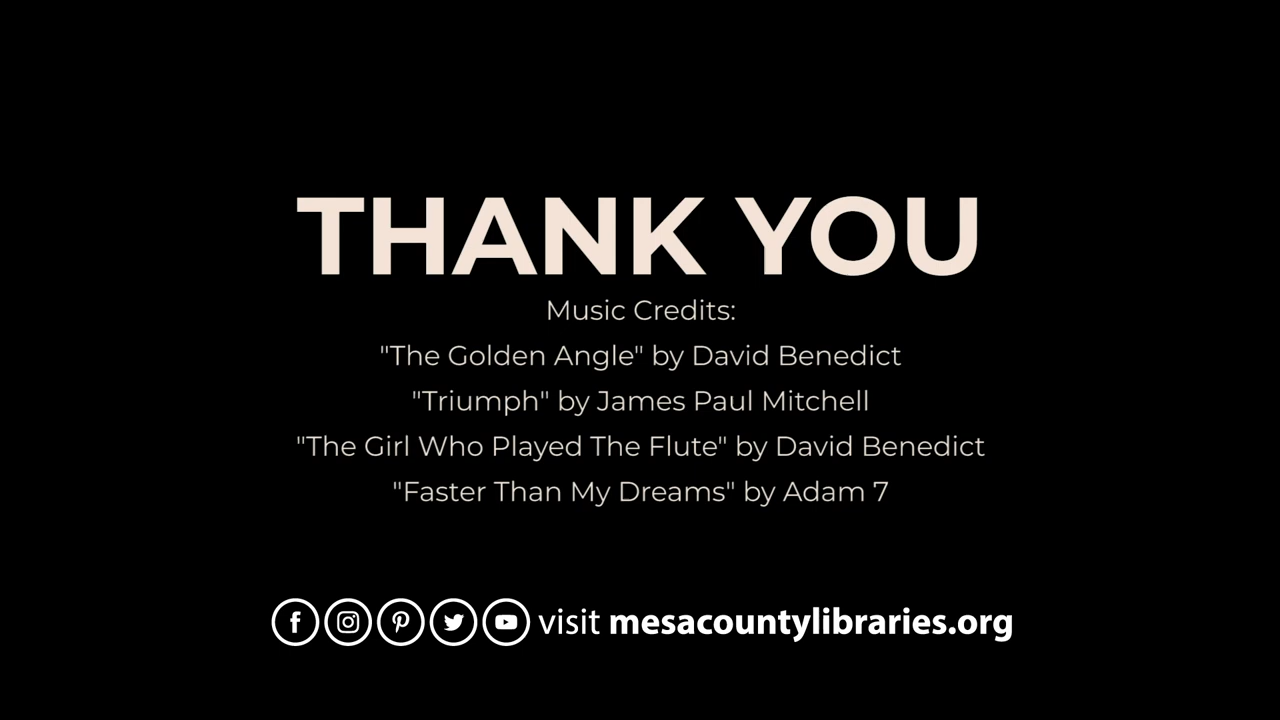 THANK YOU
Music Credits:
"The Golden Angle" by David Benedict
"Triumph" by James Paul Mitchell
"The Girl Who Played The Flute" by David Benedict
"Faster Than My Dreams" by Adam 7
visit mesacountylibraries.org